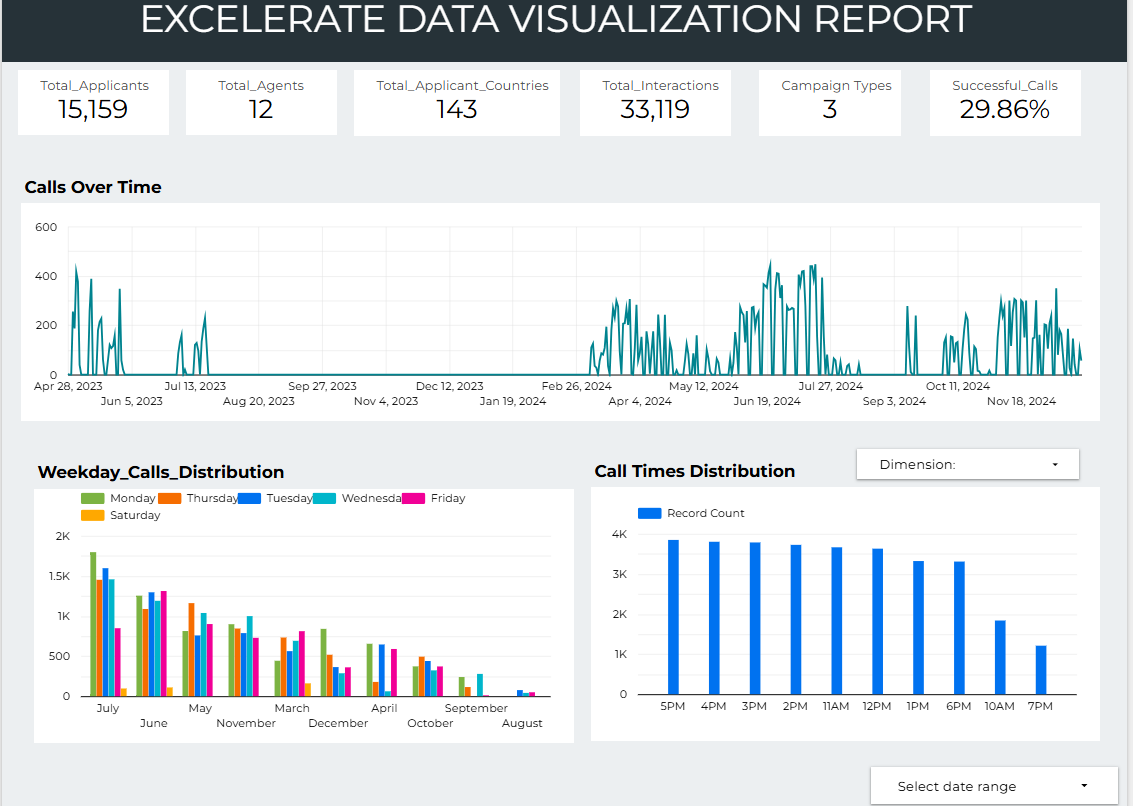 EXCELERATE DATA VISUALIZATION REPORT
Total_Applicants
15,159
Total_Agents
12
Total_Applicant_Countries
143
Total_Interactions
33,119
Campaign Types
3
Successful_Calls
29.86%
Calls Over Time
600
400
200
0
Apr 28, 2023
Jul 13, 2023
Sep 27, 2023
Dec 12, 2023
Feb 26, 2024
May 12, 2024
Jul 27, 2024
Oct 11, 2024
Jun 5, 2023
Aug 20, 2023
Nov 4, 2023
Jan 19, 2024
Apr 4, 2024
Jun 19, 2024
Sep 3, 2024
Nov 18, 2024
Weekday_Calls_Distribution
Monday Thursday Tuesday Wednesda Friday
Saturday
2K
1.5K
1K
500
0
July May March April September
June November December October August
Call Times Distribution
Dimension:
Record Count
4K
3K
2K
1K
0
5PM 4PM 3PM 2PM 11AM 12PM 1PM 6PM 10AM 7PM
Select date range